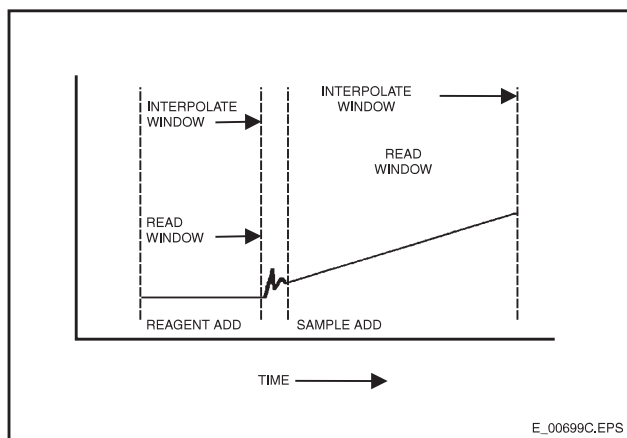 INTERPOLATE
WINDOW
INTERPOLATE
WINDOW
READ
WINDOW
READ
WINDOW
REAGENT ADD
SAMPLE ADD
TIME
E_00699C.EPS